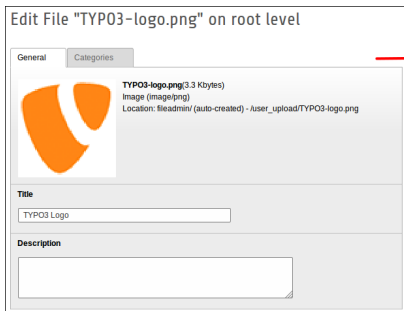 Edit File "TYPO3-logo.png" on root level
General
Categories
TYPO3-logo.png(3.3 Kbytes)
Image (image/png)
Location: fileadmin/ (auto-created) - /user_upload/TYPO3-logo.png
Title
TYPO3 Logo
Description